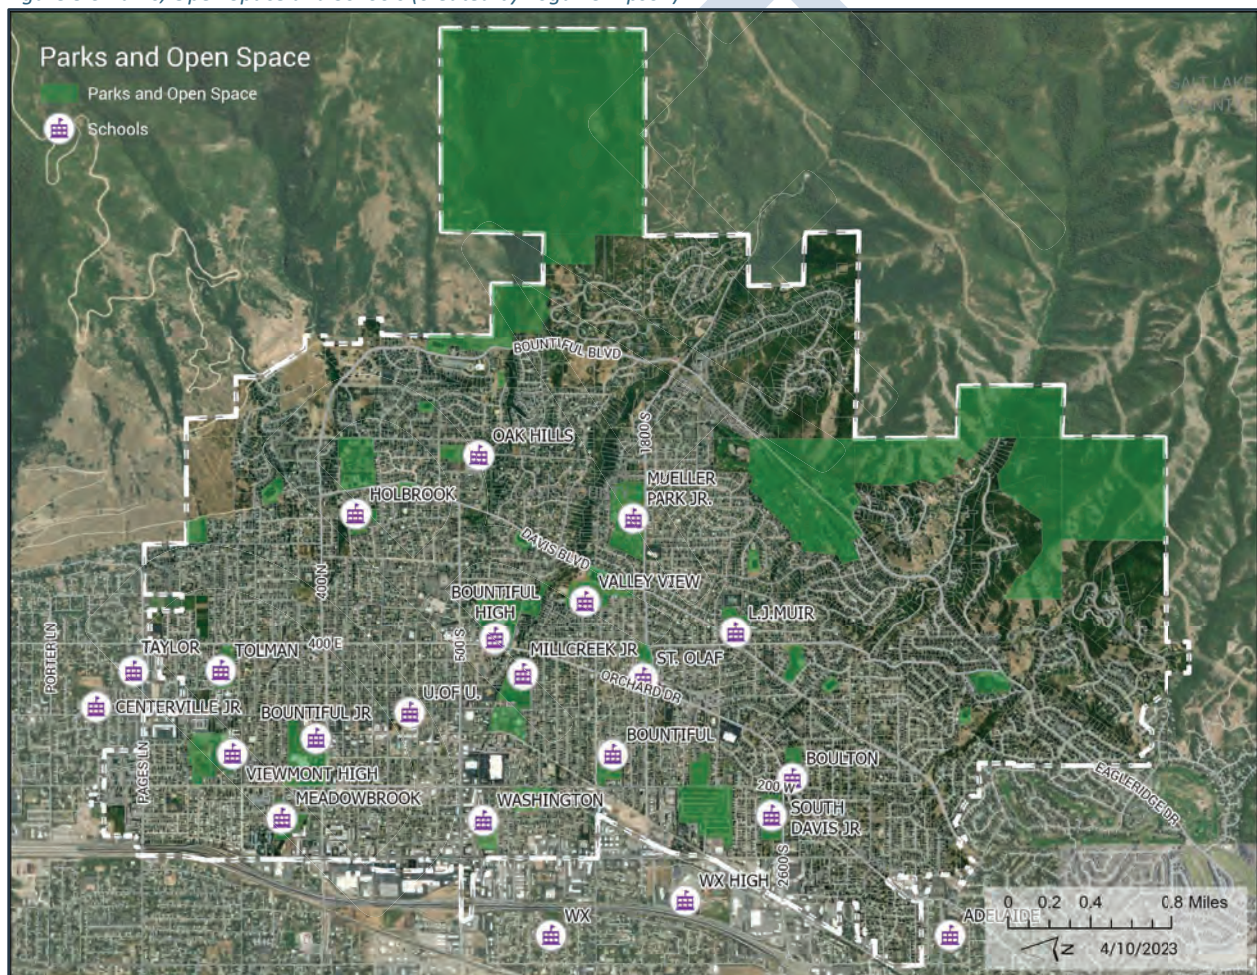 Parks and Open Space
Parks and Open Space
Schools
BOUNTIFUL BLVD
OAK HILLS
1800 S
MUELLER
PARK JR.
HOLBROOK
DAVIS BLVD
400 N
VALLEY VIEW
BOUNTIFUL
HIGH
L.J.MUIR
PORTER LN
TAYLOR
TOLMAN
400 E
500 S
MILLCREEK JR
ST. OLAF
ORCHARD DR
CENTERVILLE JR
BOUNTIFUL JR
U.OF U.
BOUNTIFUL
BOULTON
PAGES LN
VIEWMONT HIGH
200 W
EAGLERIDGE DR
MEADOWBROOK
WASHINGTON
SOUTH
DAVIS JR
2600 S
WX HIGH
WX
ADELAIDE
0 0.2 0.4 0.8 Miles
N 4/10/2023